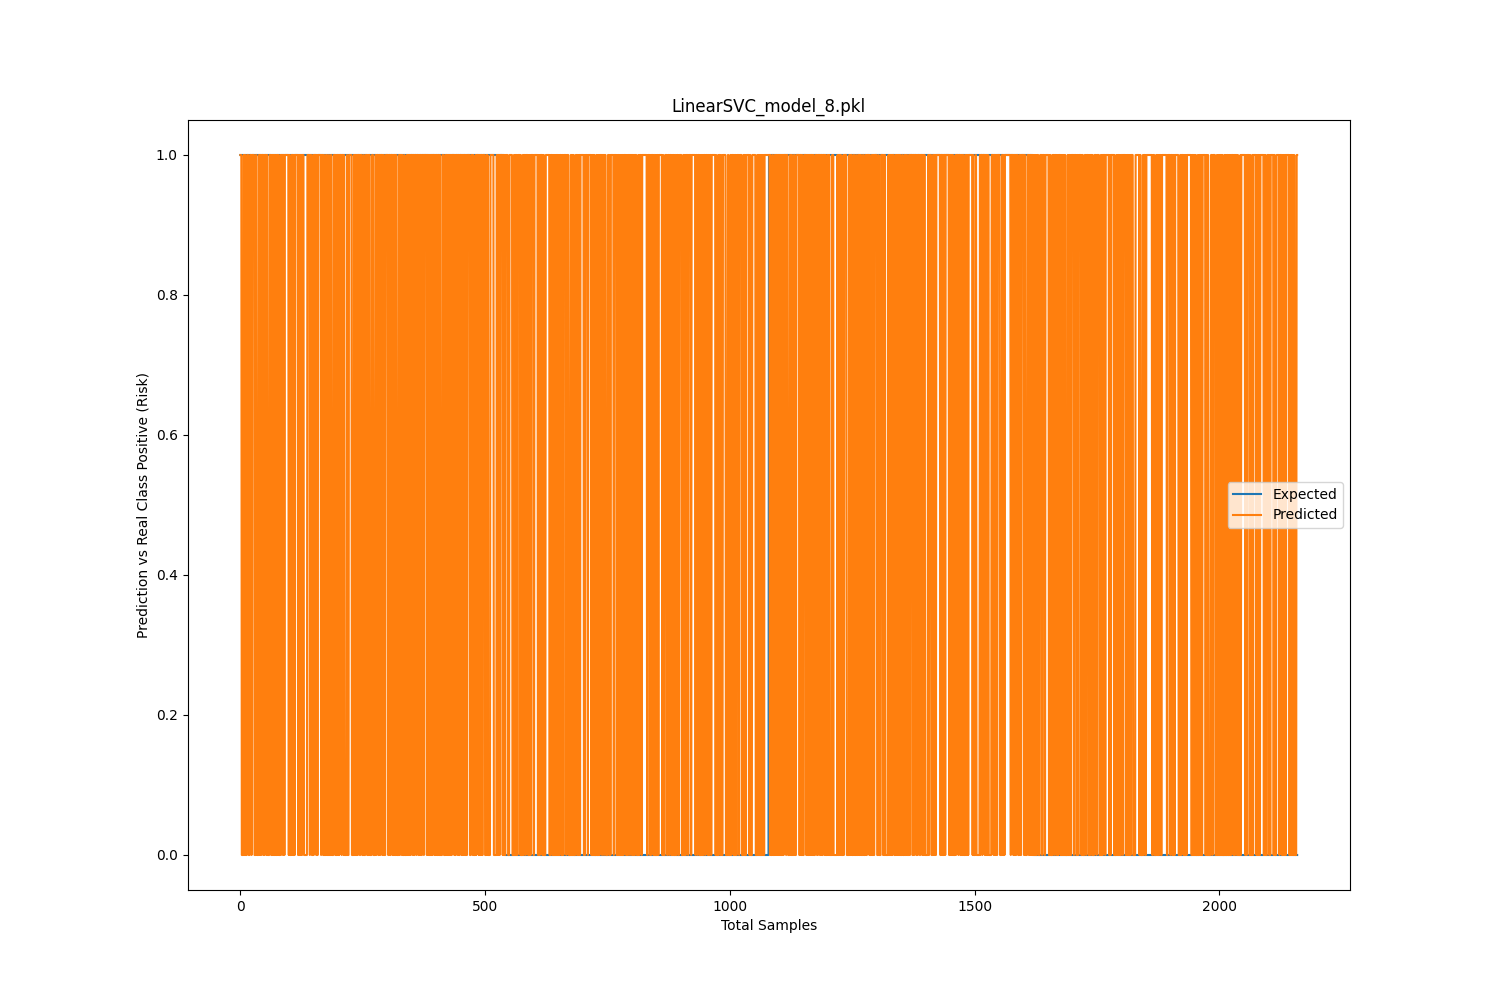 LinearSVC_model_8.pkl
Prediction vs Real Class Positive (Risk)
1.0
0.8
0.6
0.4
0.2
0.0
Expected
Predicted
0 500 1000 1500 2000
Total Samples